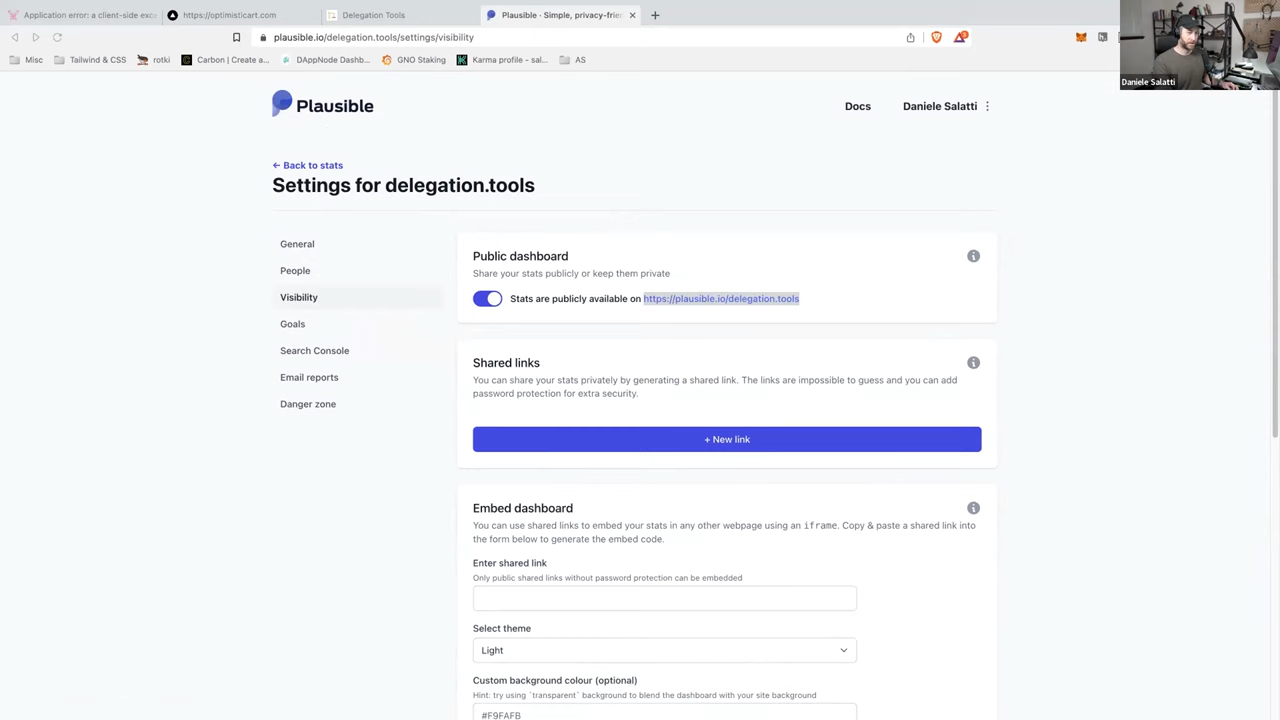 Application error: a client-side exce
https://optimisticart.com
Delegation Tools
Plausible · Simple, privacy-frien
plausible.io/delegation.tools/settings/visibility
Misc
Tailwind & CSS
rotki
Carbon | Create a...
DAppNode Dashb...
GNO Staking
Karma profile - sal...
AS
Daniele Salatti
Plausible
Docs
Daniele Salatti
← Back to stats
Settings for delegation.tools
General
People
Visibility
Goals
Search Console
Email reports
Danger zone
Public dashboard
Share your stats publicly or keep them private
Stats are publicly available on https://plausible.io/delegation.tools
Shared links
You can share your stats privately by generating a shared link. The links are impossible to guess and you can add
password protection for extra security.
+ New link
Embed dashboard
You can use shared links to embed your stats in any other webpage using an iframe. Copy & paste a shared link into
the form below to generate the embed code.
Enter shared link
Only public shared links without password protection can be embedded
Select theme
Light
Custom background colour (optional)
Hint: try using `transparent` background to blend the dashboard with your site background
#F9FAFB